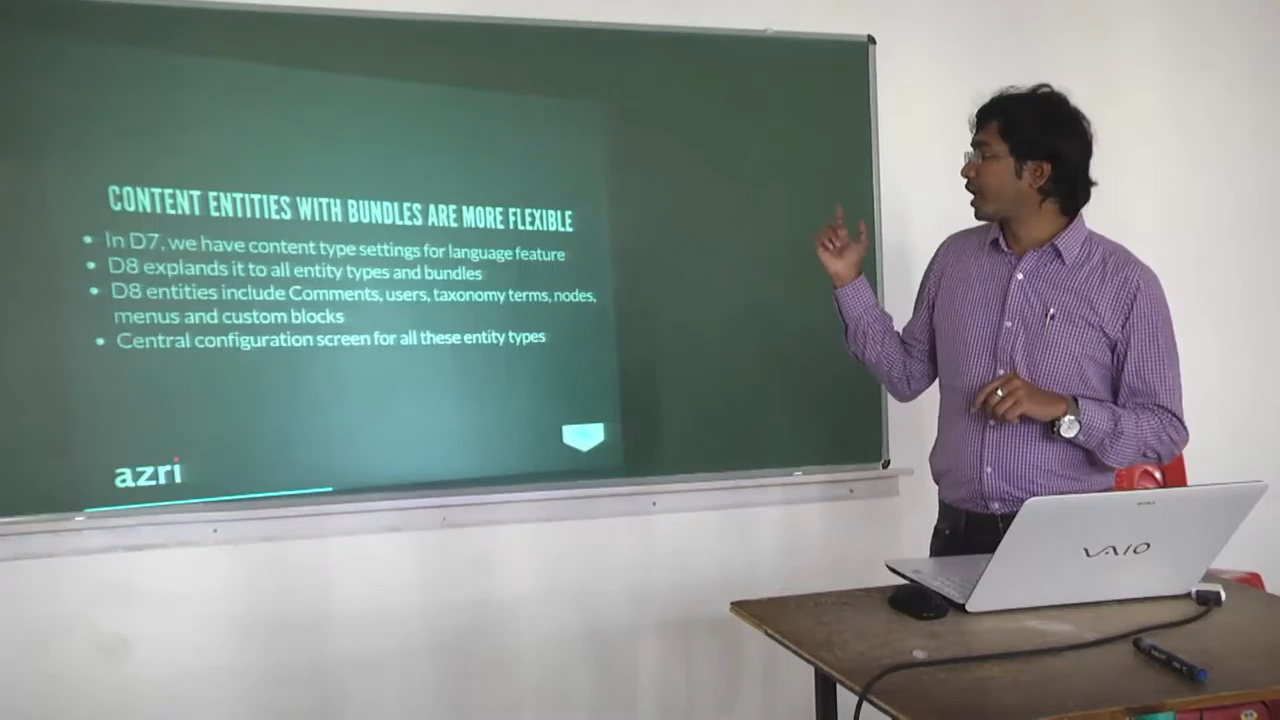 CONTENT ENTITIES WITH BUNDLES ARE MORE FLEXIBLE
• In D7, we have content type settings for language feature
• D8 explands it to all entity types and bundles
• D8 entities include Comments, users, taxonomy terms, nodes,
menus and custom blocks
• Central configuration screen for all these entity types
azri
VAIO